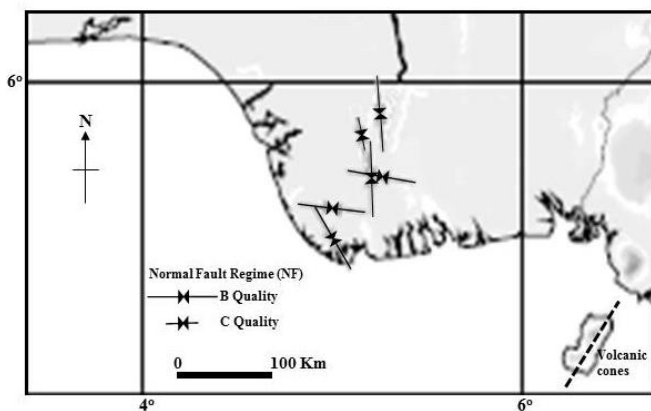 6°
N
Normal Fault Regime (NF)
B Quality
C Quality
0 100 Km
Volcanic
cones
4° 6°